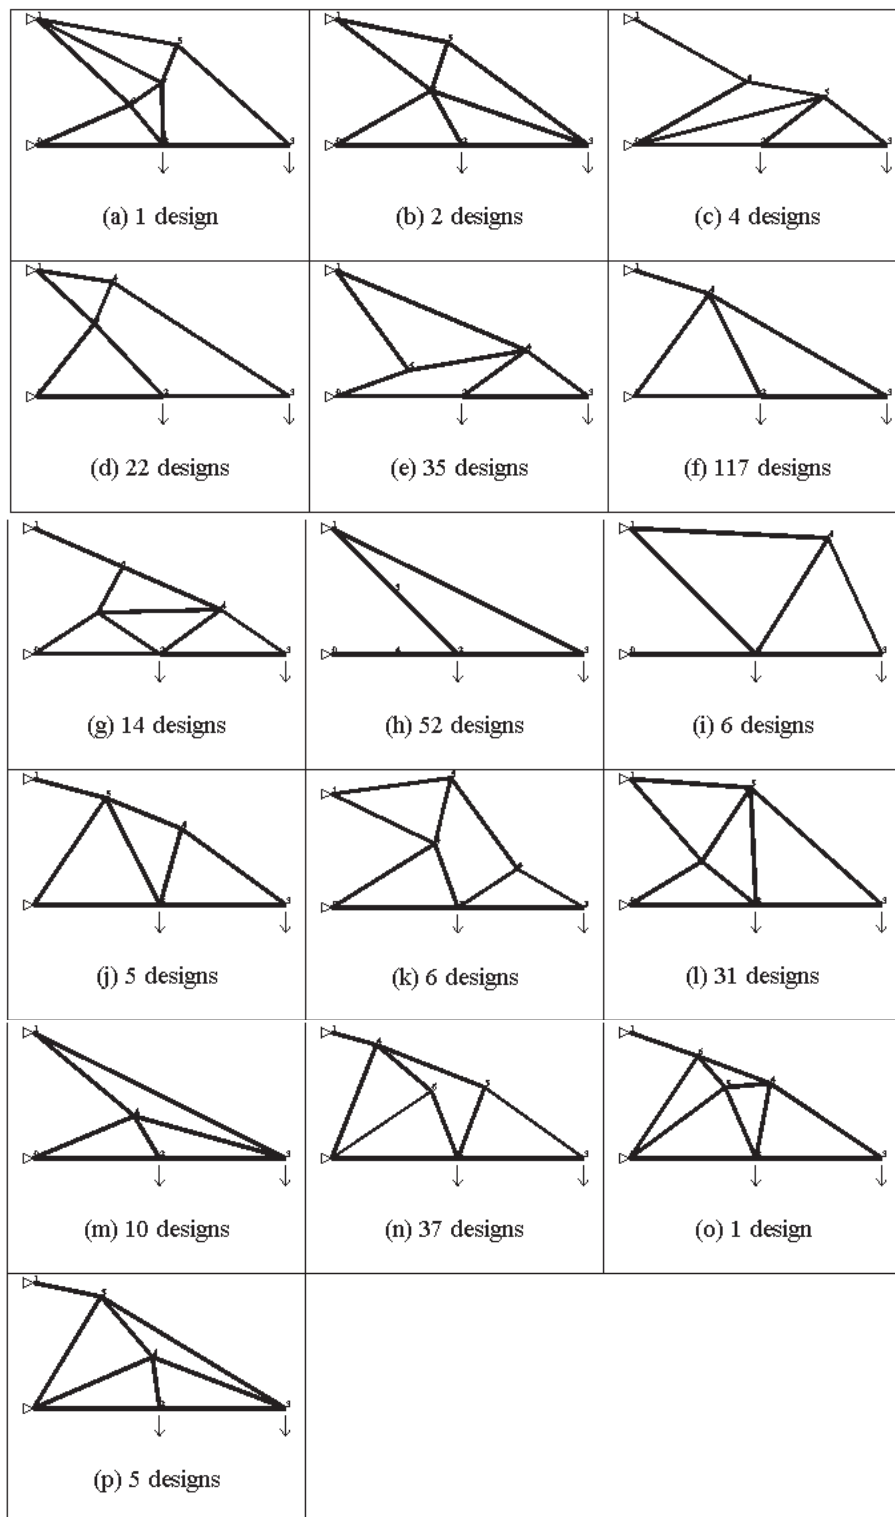 (a) 1 design
(b) 2 designs
(c) 4 designs
(d) 22 designs
(e) 35 designs
(f) 117 designs
(g) 14 designs
(h) 52 designs
(i) 6 designs
(j) 5 designs
(k) 6 designs
(l) 31 designs
(m) 10 designs
(n) 37 designs
(o) 1 design
(p) 5 designs